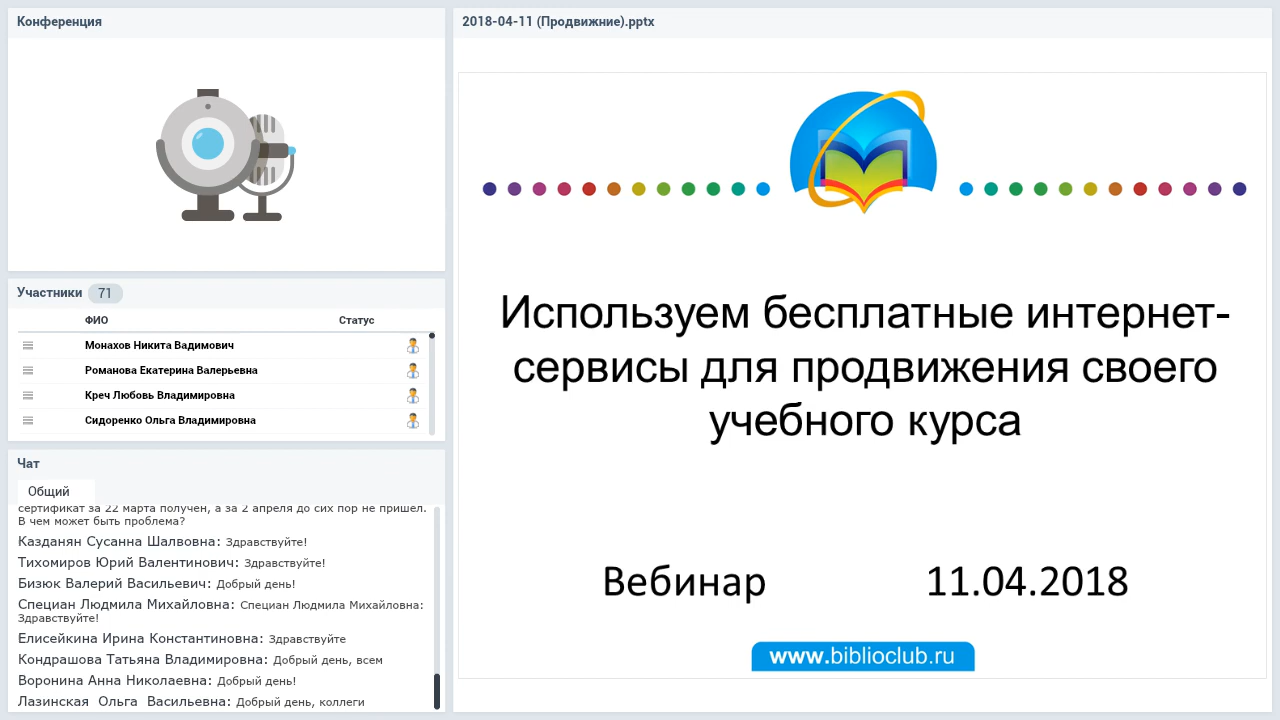 Конференция
Участники 71
ФИО Статус
Монахов Никита Вадимович
Романова Екатерина Валерьевна
Креч Любовь Владимировна
Сидоренко Ольга Владимировна
Чат
Общий
сертификат за 22 марта получен, а за 2 апреля до сих пор не пришел.
В чем может быть проблема?
Казданян Сусанна Шалвовна: Здравствуйте!
Тихомиров Юрий Валентинович: Здравствуйте!
Бизюк Валерий Васильевич: Добрый день!
Специан Людмила Михайловна: Специан Людмила Михайловна:
Здравствуйте!
Елисейкина Ирина Константиновна: Здравствуйте
Кондрашова Татьяна Владимировна: Добрый день, всем
Воронина Анна Николаевна: Добрый день!
Лазинская Ольга Васильевна: Добрый день, коллеги
2018-04-11 (Продвижние).pptx
Используем бесплатные интернет-
сервисы для продвижения своего
учебного курса
Вебинар 11.04.2018
www.biblioclub.ru